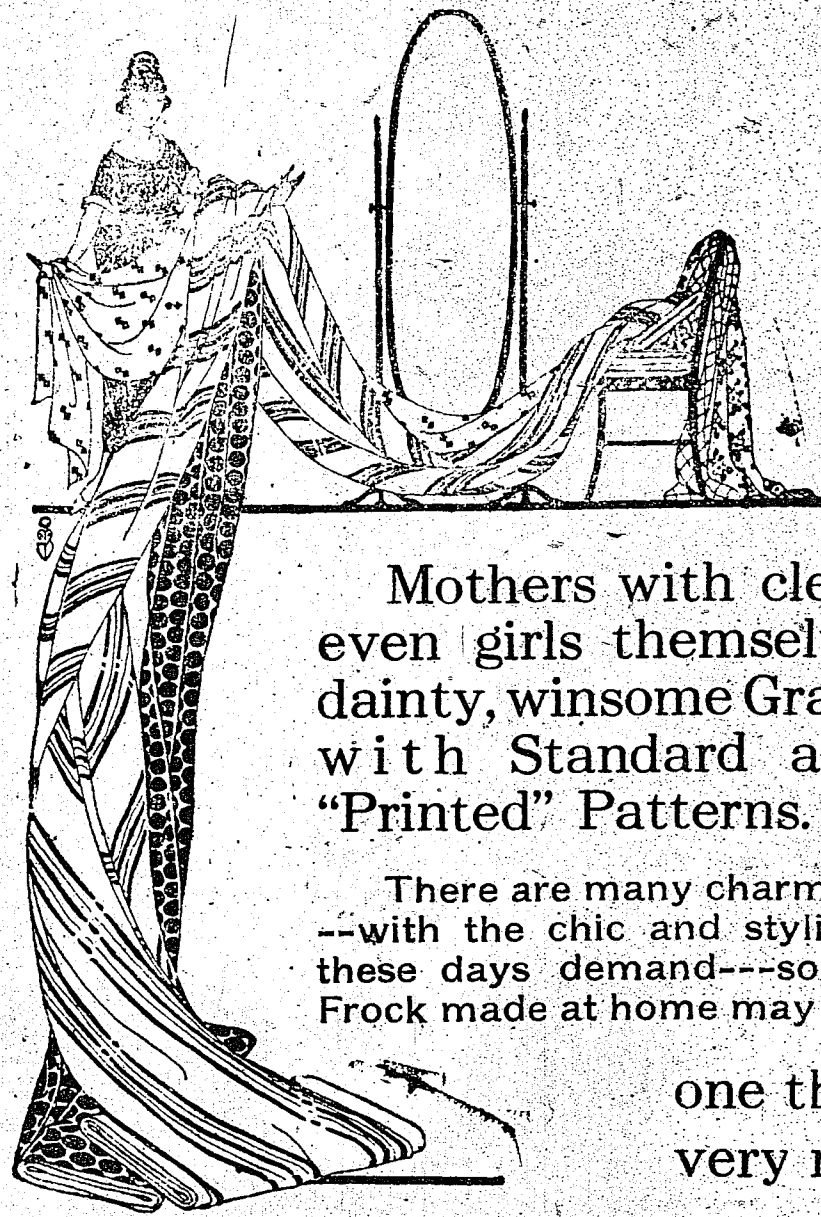 Mothers with cle
even girls themsel
dainty, winsome Gra
with Standard a
“Printed” Patterns.
There are many charm
--with the chic and styli
these days demand---so
Frock made at home may
one th
very